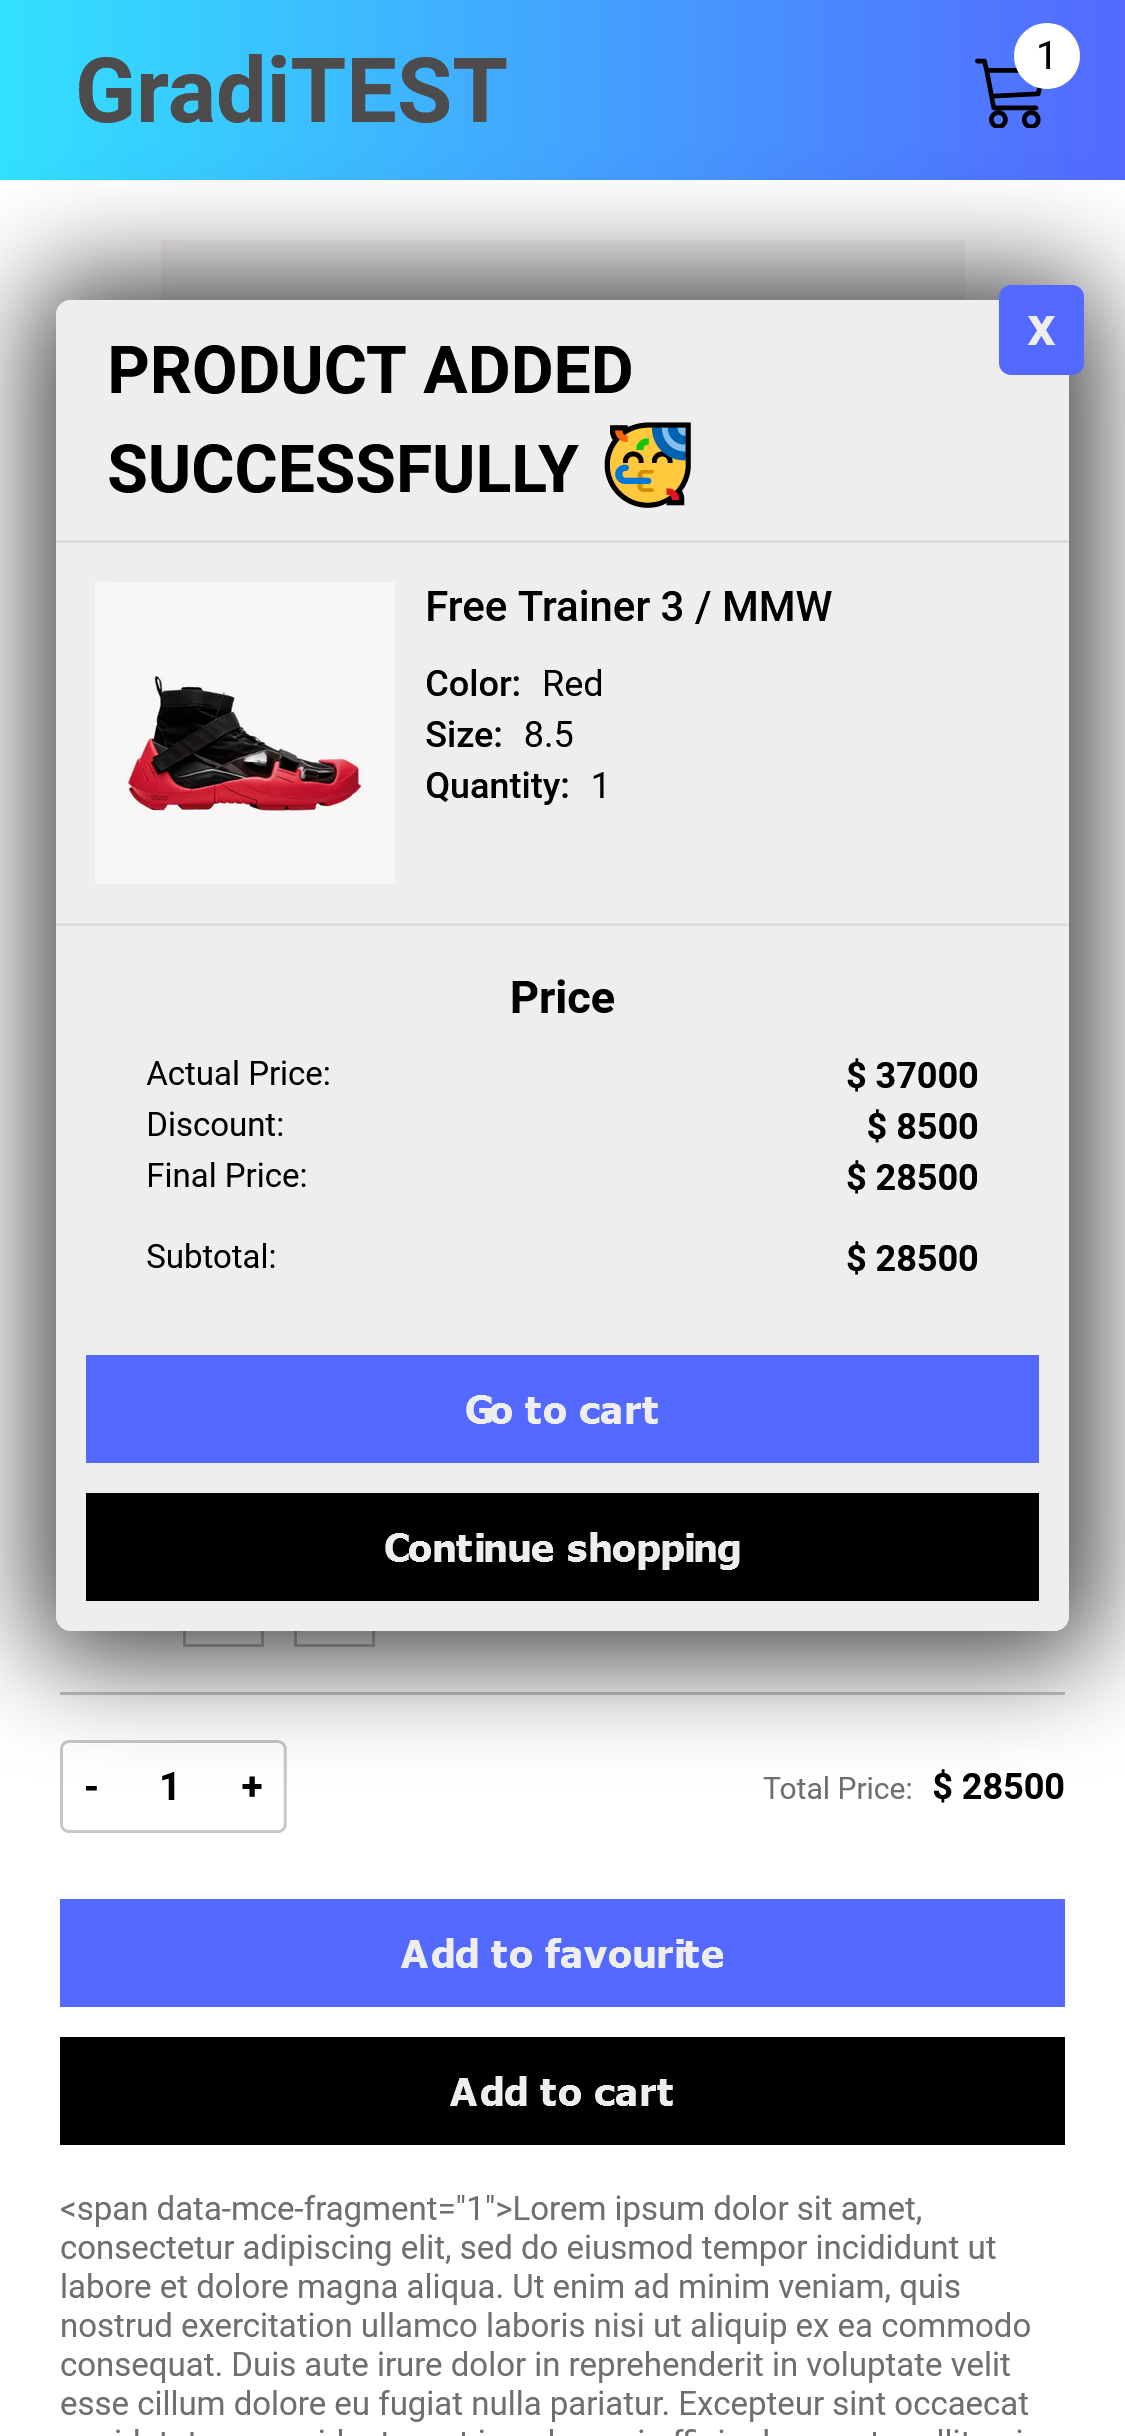 GradiTEST
1
X
PRODUCT ADDED
SUCCESSFULLY 🥳
Free Trainer 3 / MMW
Color: Red
Size: 8.5
Quantity: 1
Price
Actual Price: $ 37000
Discount: $ 8500
Final Price: $ 28500
Subtotal: $ 28500
Go to cart
Continue shopping
- 1 +
Total Price: $ 28500
Add to favourite
Add to cart
<span data-mce-fragment="1">Lorem ipsum dolor sit amet,
consectetur adipiscing elit, sed do eiusmod tempor incididunt ut
labore et dolore magna aliqua. Ut enim ad minim veniam, quis
nostrud exercitation ullamco laboris nisi ut aliquip ex ea commodo
consequat. Duis aute irure dolor in reprehenderit in voluptate velit
esse cillum dolore eu fugiat nulla pariatur. Excepteur sint occaecat